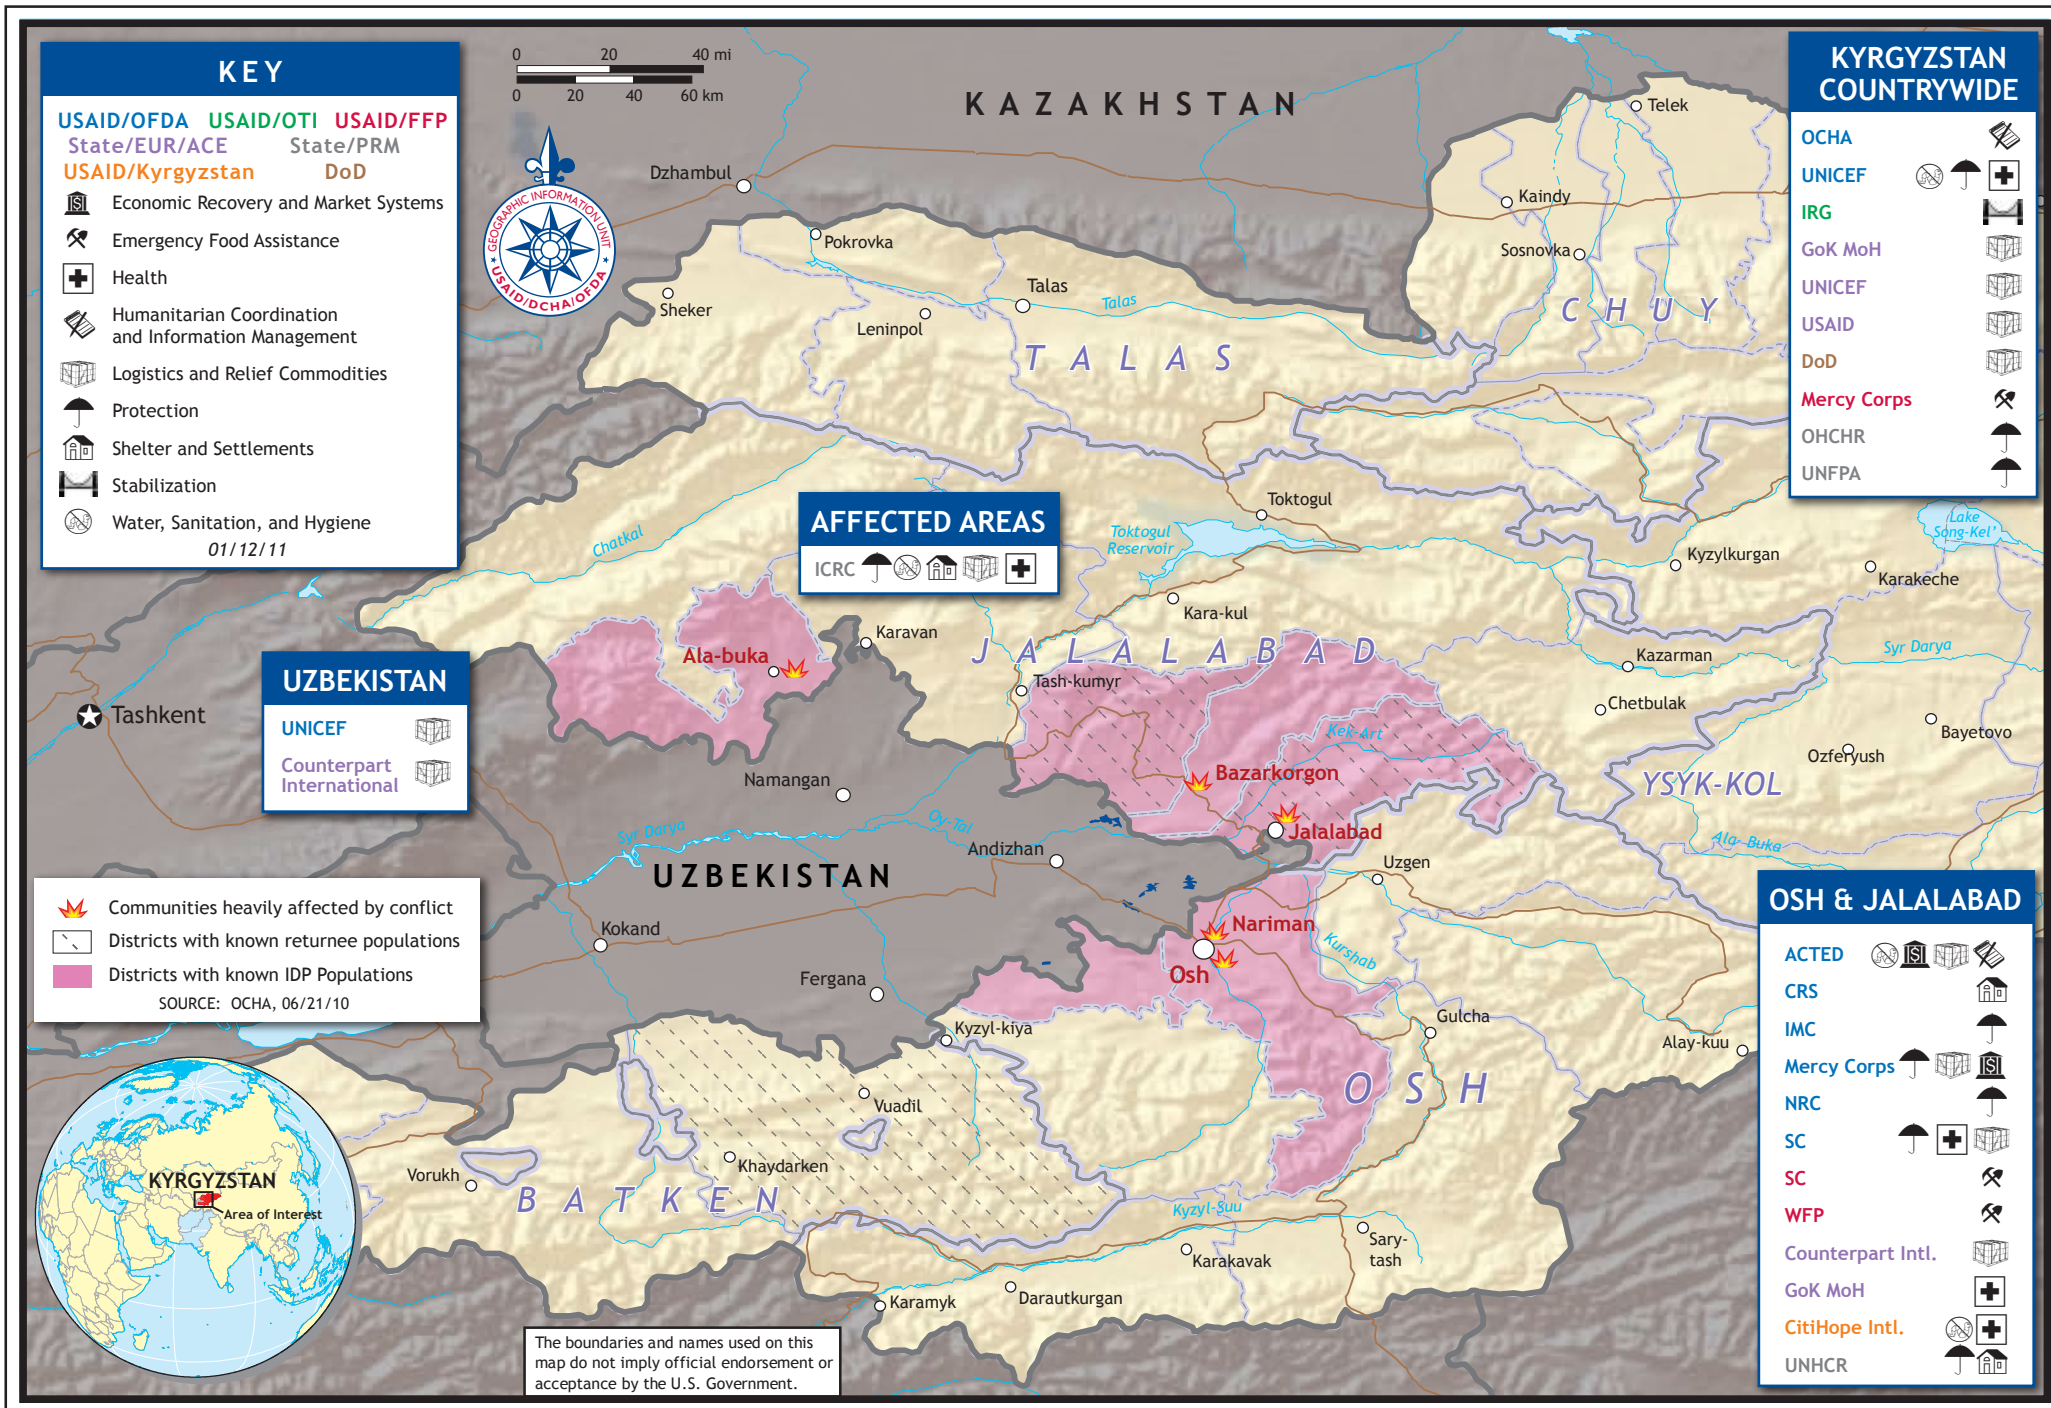 KEY
USAID/OFDA USAID/OTI USAID/FFP
State/EUR/ACE State/PRM
USAID/Kyrgyzstan DoD
Economic Recovery and Market Systems
Emergency Food Assistance
Health
Humanitarian Coordination
and Information Management
Logistics and Relief Commodities
Protection
Shelter and Settlements
Stabilization
Water, Sanitation, and Hygiene
01/12/11
0 20 40 mi
0 20 40 60 km
GEOGRAPHIC INFORMATION UNIT
USAID/DCHA/OFDA
KAZAKHSTAN
Dzhambul
Pokrovka
Sheker
Leninpol
Talas
Talas
TALAS
Telek
Kaindy
Sosnovka
CHUY
KYRGYZSTAN
COUNTRYWIDE
OCHA
UNICEF
IRG
GoK MoH
UNICEF
USAID
DoD
Mercy Corps
OHCHR
UNFPA
AFFECTED AREAS
ICRC
Chatkal
Toktogul
Toktogul
Reservoir
Kara-kul
Lake
Song-Kel'
Kyzylkurgan
Karakeche
Karavan
Ala-buka
JALALABAD
Tash-kumyr
Kazarman
Syr Darya
Chetbulak
Bayetovo
Ozferyush
YSYK-KOL
Ala- Buka
Kek-Art
Bazarkorgon
Jalalabad
UZBEKISTAN
UNICEF
Counterpart
International
Tashkent
Namangan
Syr Darya
Oy-Tal
Andizhan
UZBEKISTAN
Uzgen
Kokand
Fergana
Nariman
Osh
Kurshab
Gulcha
Alay-kuu
Kyzyl-kiya
OSH
Communities heavily affected by conflict
Districts with known returnee populations
Districts with known IDP Populations
SOURCE: OCHA, 06/21/10
Vuadil
Khaydarken
Vorukh
BATKEN
Kyzyl-Suu
Sary-
tash
Karakavak
Darautkurgan
Karamyk
KYRGYZSTAN
Area of Interest
The boundaries and names used on this
map do not imply official endorsement or
acceptance by the U.S. Government.
OSH & JALALABAD
ACTED
CRS
IMC
Mercy Corps
NRC
SC
SC
WFP
Counterpart Intl.
GoK MoH
CitiHope Intl.
UNHCR